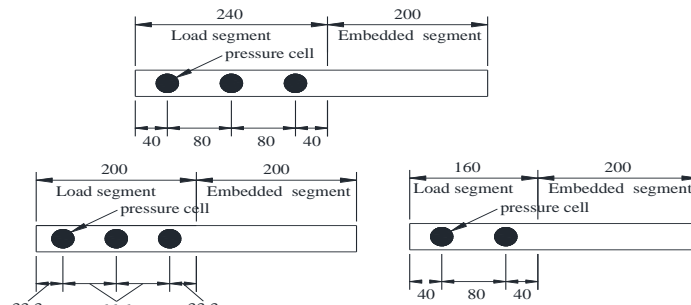 240 200
Load segment Embedded segment
pressure cell
40 80 80 40
200 200
Load segment Embedded segment
pressure cell
160 200
Load segment Embedded segment
pressure cell
40 80 40